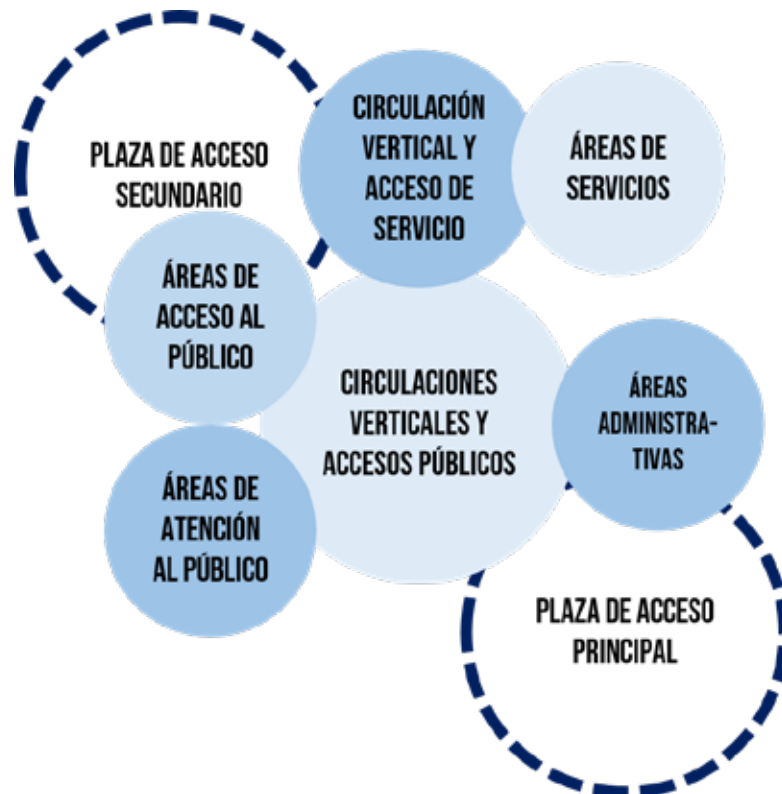 PLAZA DE ACCESO
SECUNDARIO
CIRCULACIÓN
VERTICAL Y
ACCESO DE
SERVICIO
ÁREAS DE
SERVICIOS
ÁREAS DE
ACCESO AL
PÚBLICO
CIRCULACIONES
VERTICALES Y
ACCESOS PÚBLICOS
ÁREAS
ADMINISTRA-
TIVAS
ÁREAS DE
ATENCIÓN
AL PÚBLICO
PLAZA DE ACCESO
PRINCIPAL